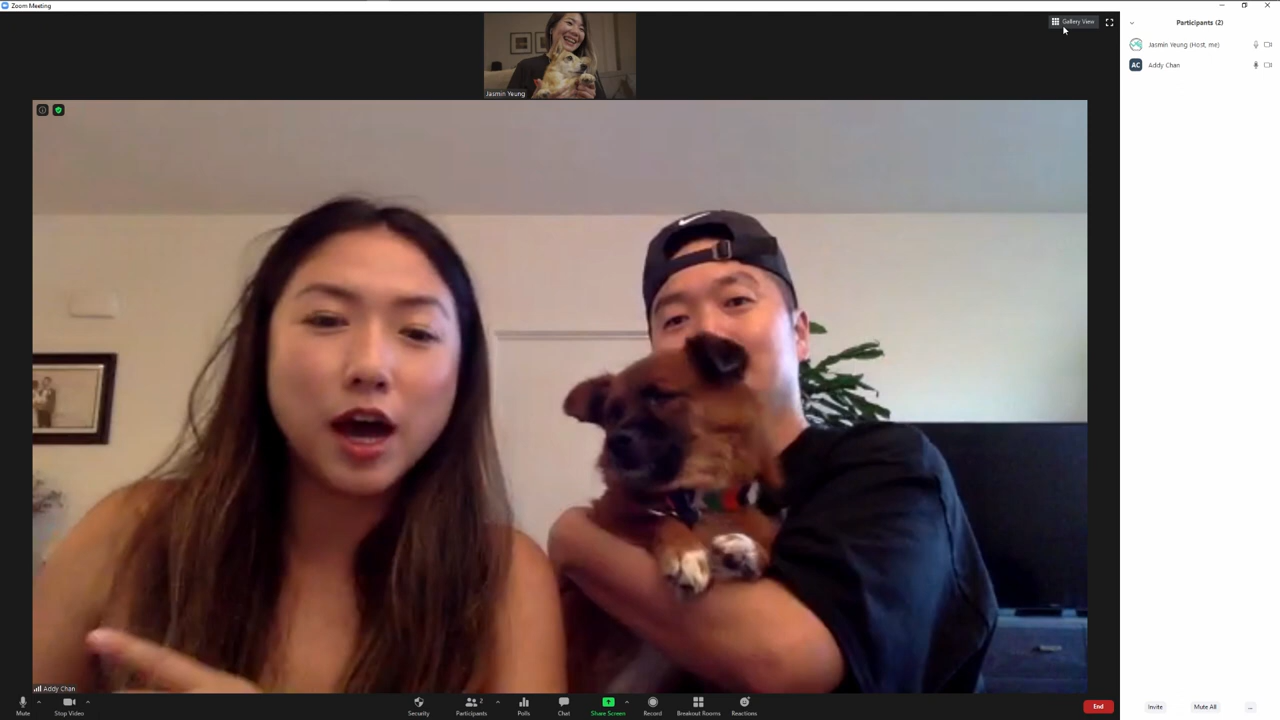 Zoom Meeting
Gallery View
Participants (2)
Jasmin Yeung (Host, me)
AC Addy Chan
Jasmin Yeung
Addy Chan
Mute
Stop Video
Security
Participants 2
Polls
Chat
Share Screen
Record
Breakout Rooms
Reactions
End
Invite
Mute All
...